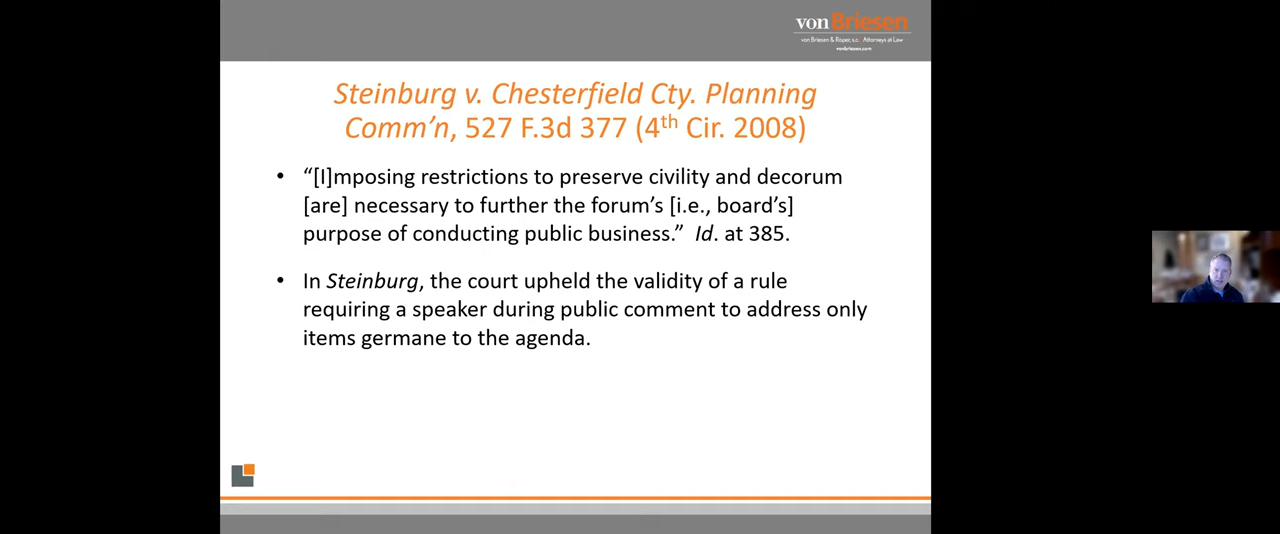 vonBriesen
von Briesen & Roper, s.c. Attorneys at Law
vonbriesen.com
Steinburg v. Chesterfield Cty. Planning
Comm’n, 527 F.3d 377 (4th Cir. 2008)
• “[I]mposing restrictions to preserve civility and decorum
[are] necessary to further the forum’s [i.e., board’s]
purpose of conducting public business.” Id. at 385.
• In Steinburg, the court upheld the validity of a rule
requiring a speaker during public comment to address only
items germane to the agenda.